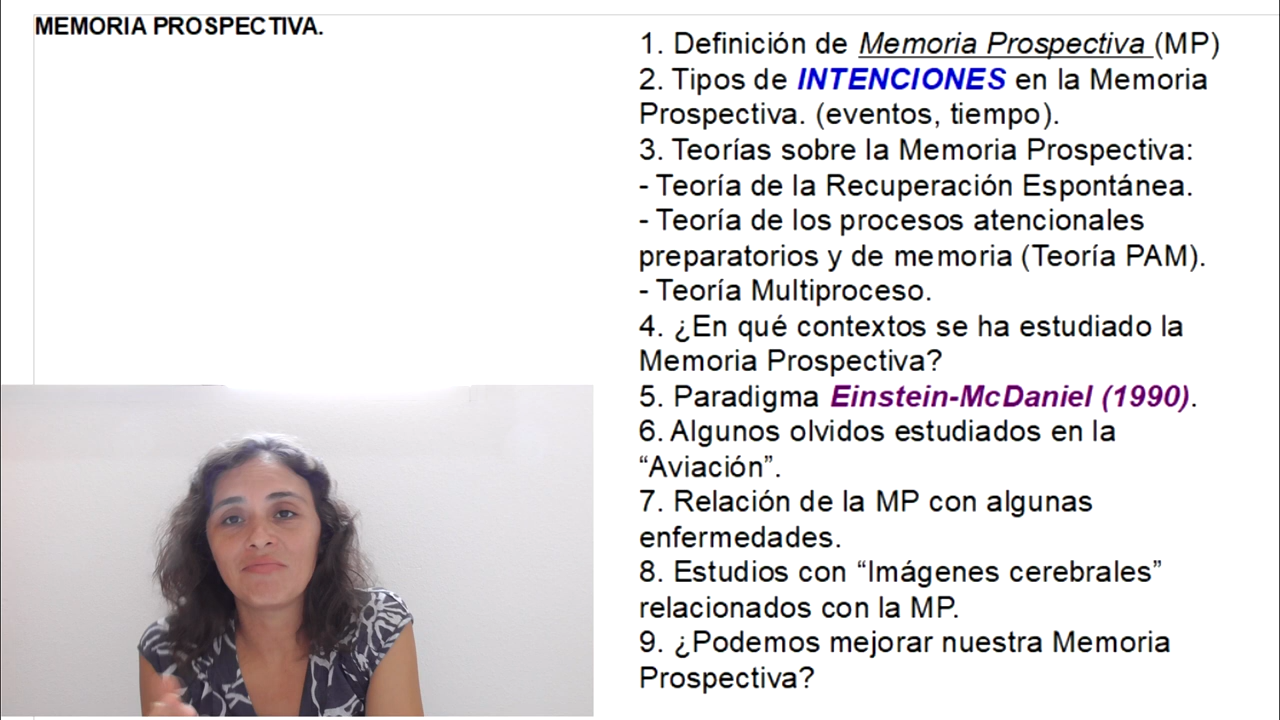 MEMORIA PROSPECTIVA.
1. Definición de Memoria Prospectiva (MP)
2. Tipos de INTENCIONES en la Memoria
Prospectiva. (eventos, tiempo).
3. Teorías sobre la Memoria Prospectiva:
- Teoría de la Recuperación Espontánea.
- Teoría de los procesos atencionales
preparatorios y de memoria (Teoría PAM).
- Teoría Multiproceso.
4. ¿En qué contextos se ha estudiado la
Memoria Prospectiva?
5. Paradigma Einstein-McDaniel (1990).
6. Algunos olvidos estudiados en la
“Aviación”.
7. Relación de la MP con algunas
enfermedades.
8. Estudios con “Imágenes cerebrales”
relacionados con la MP.
9. ¿Podemos mejorar nuestra Memoria
Prospectiva?